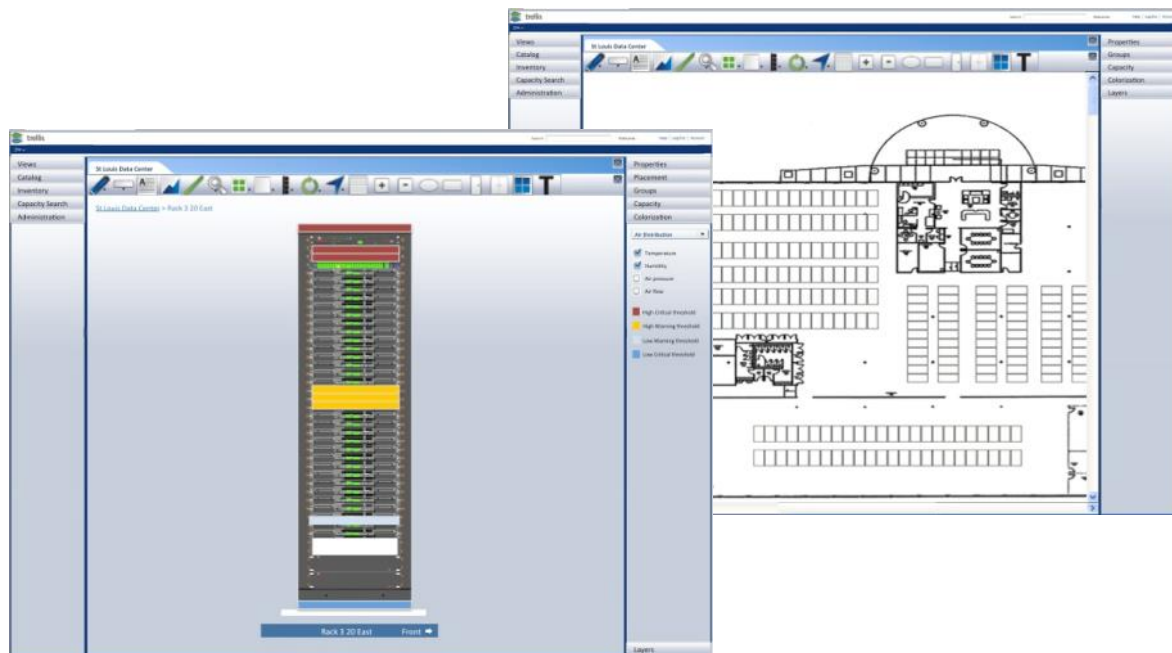 trellis
Views
Catalog
Inventory
Capacity Search
Administration
St Louis Data Center
A
T
Properties
Groups
Capacity
Colorization
Layers
trellis
Views
Catalog
Inventory
Capacity Search
Administration
St Louis Data Center
A
T
St Louis Data Center > Rack 3 20 East
Properties
Placement
Groups
Capacity
Colorization
Air Distribution
Temperature
Humidity
Air pressure
Air flow
High Critical threshold
High Warning threshold
Low Warning threshold
Low Critical threshold
Rack 3 20 East Front
Layers